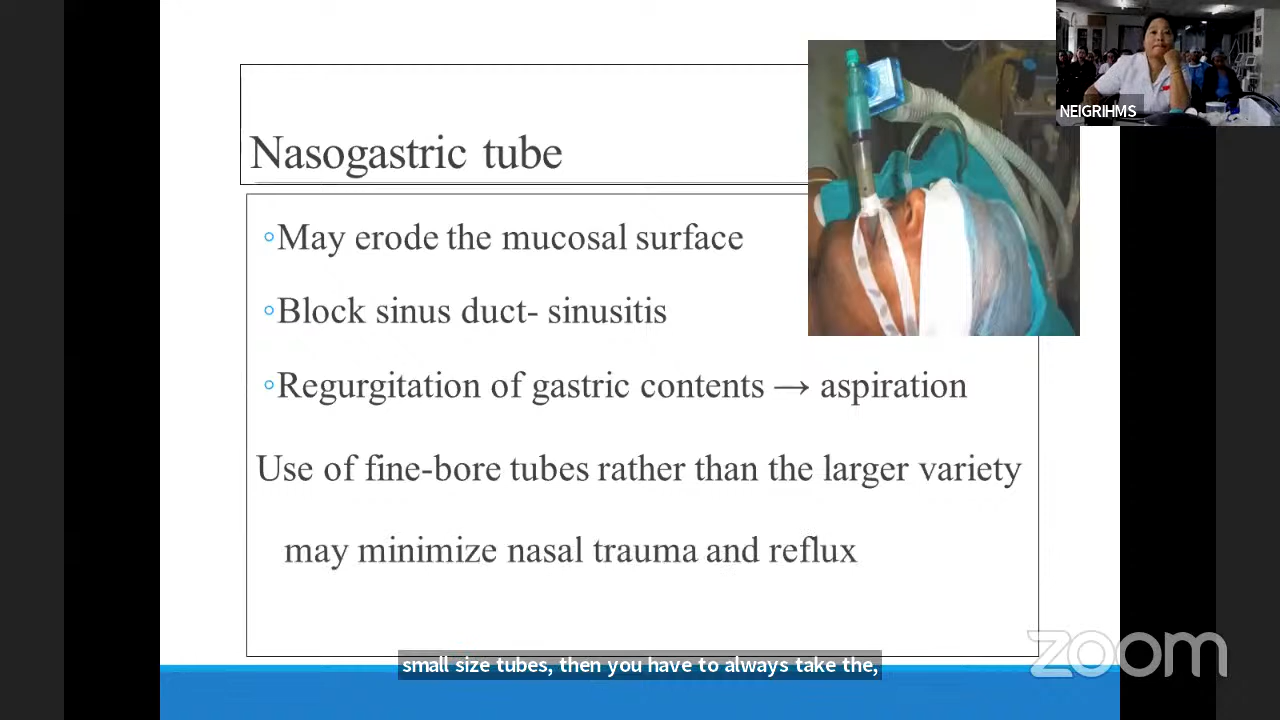 NEIGRIHMS
Nasogastric tube
◦May erode the mucosal surface
◦Block sinus duct- sinusitis
◦Regurgitation of gastric contents → aspiration
Use of fine-bore tubes rather than the larger variety
may minimize nasal trauma and reflux
zoom
small size tubes, then you have to always take the,